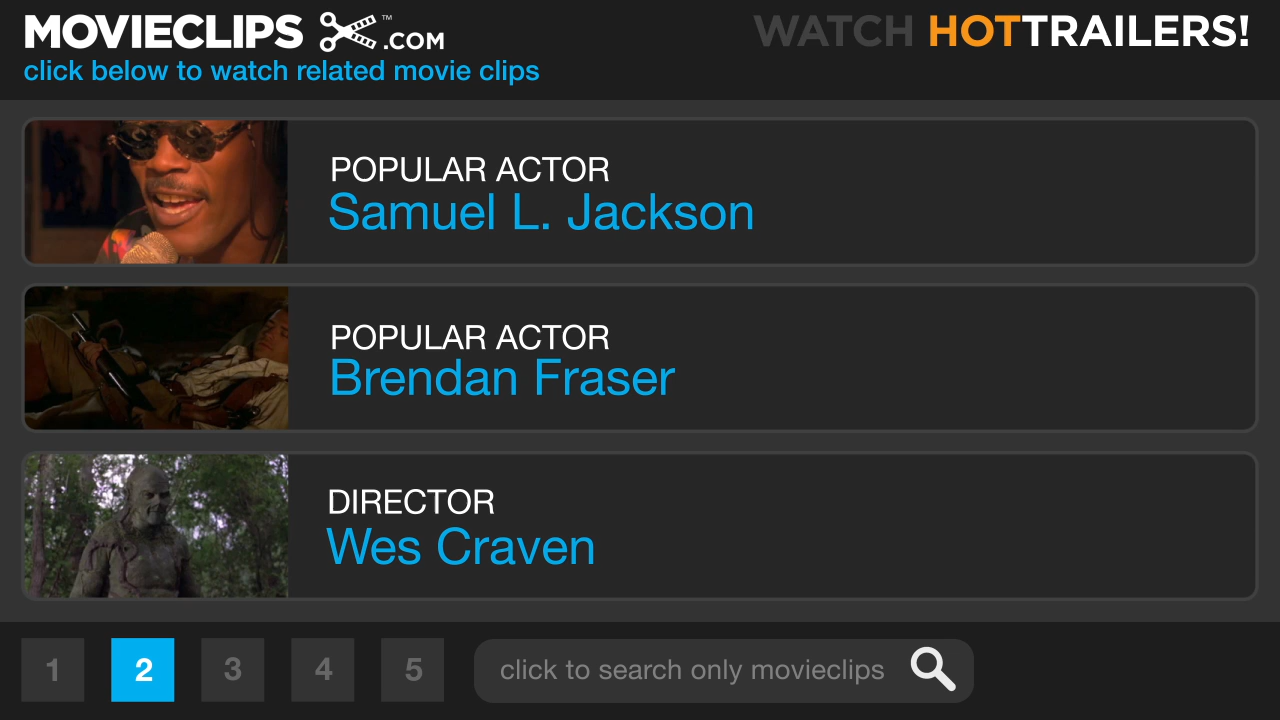 MOVIECLIPS ™ .COM
WATCH HOTTRAILERS!
click below to watch related movie clips
POPULAR ACTOR
Samuel L. Jackson
POPULAR ACTOR
Brendan Fraser
DIRECTOR
Wes Craven
1 2 3 4 5 click to search only movieclips